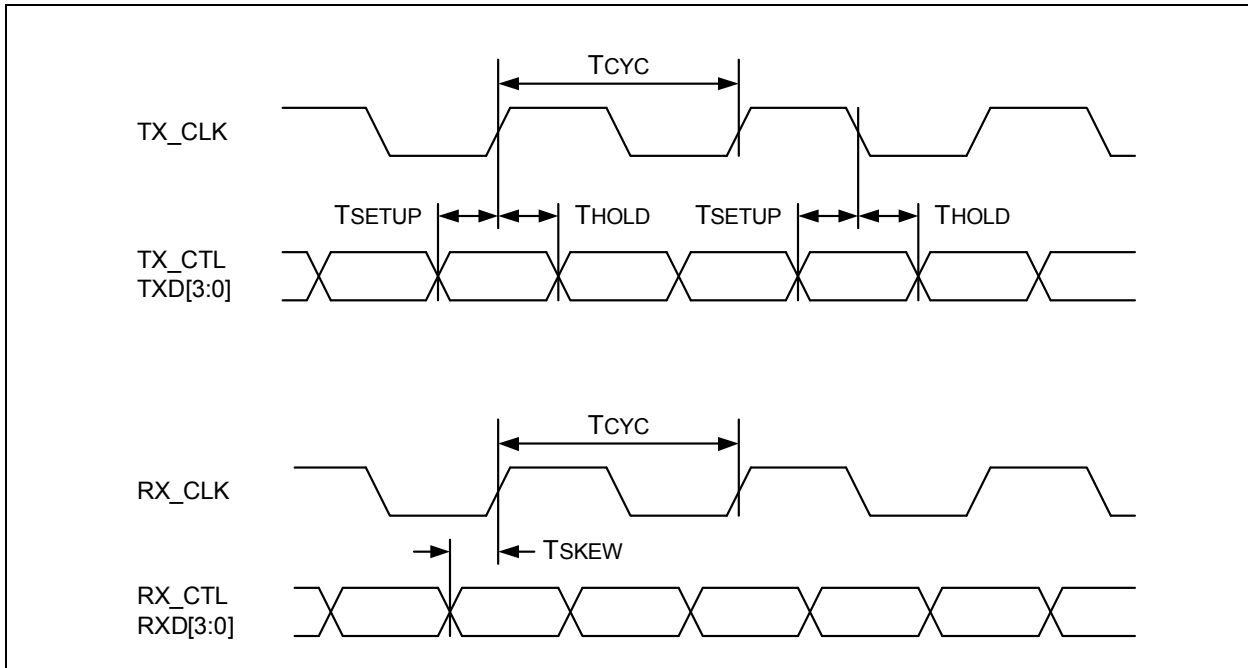 TCYC
TX_CLK
TSETUP THOLD TSETUP THOLD
TX_CTL
TXD[3:0]
TCYC
RX_CLK
TSKEW
RX_CTL
RXD[3:0]